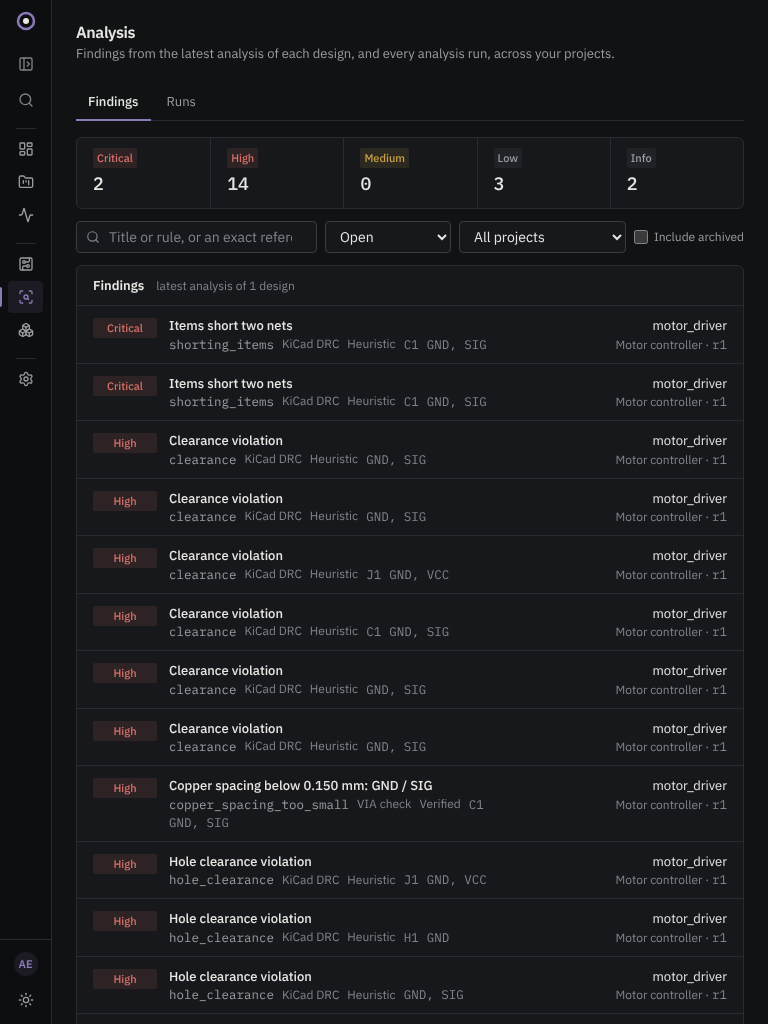 Analysis
Findings from the latest analysis of each design, and every analysis run, across your projects.
Findings Runs
Critical High Medium Low Info
2 14 0 3 2
Title or rule, or an exact refere
Open All projects Include archived
Findings latest analysis of 1 design
Critical Items short two nets motor_driver
shorting_items KiCad DRC Heuristic C1 GND, SIG Motor controller · r1
Critical Items short two nets motor_driver
shorting_items KiCad DRC Heuristic C1 GND, SIG Motor controller · r1
High Clearance violation motor_driver
clearance KiCad DRC Heuristic GND, SIG Motor controller · r1
High Clearance violation motor_driver
clearance KiCad DRC Heuristic GND, SIG Motor controller · r1
High Clearance violation motor_driver
clearance KiCad DRC Heuristic J1 GND, VCC Motor controller · r1
High Clearance violation motor_driver
clearance KiCad DRC Heuristic C1 GND, SIG Motor controller · r1
High Clearance violation motor_driver
clearance KiCad DRC Heuristic GND, SIG Motor controller · r1
High Clearance violation motor_driver
clearance KiCad DRC Heuristic GND, SIG Motor controller · r1
High Copper spacing below 0.150 mm: GND / SIG motor_driver
copper_spacing_too_small VIA check Verified C1 Motor controller · r1
GND, SIG
High Hole clearance violation motor_driver
hole_clearance KiCad DRC Heuristic J1 GND, VCC Motor controller · r1
High Hole clearance violation motor_driver
hole_clearance KiCad DRC Heuristic H1 GND Motor controller · r1
High Hole clearance violation motor_driver
hole_clearance KiCad DRC Heuristic GND, SIG Motor controller · r1
AE